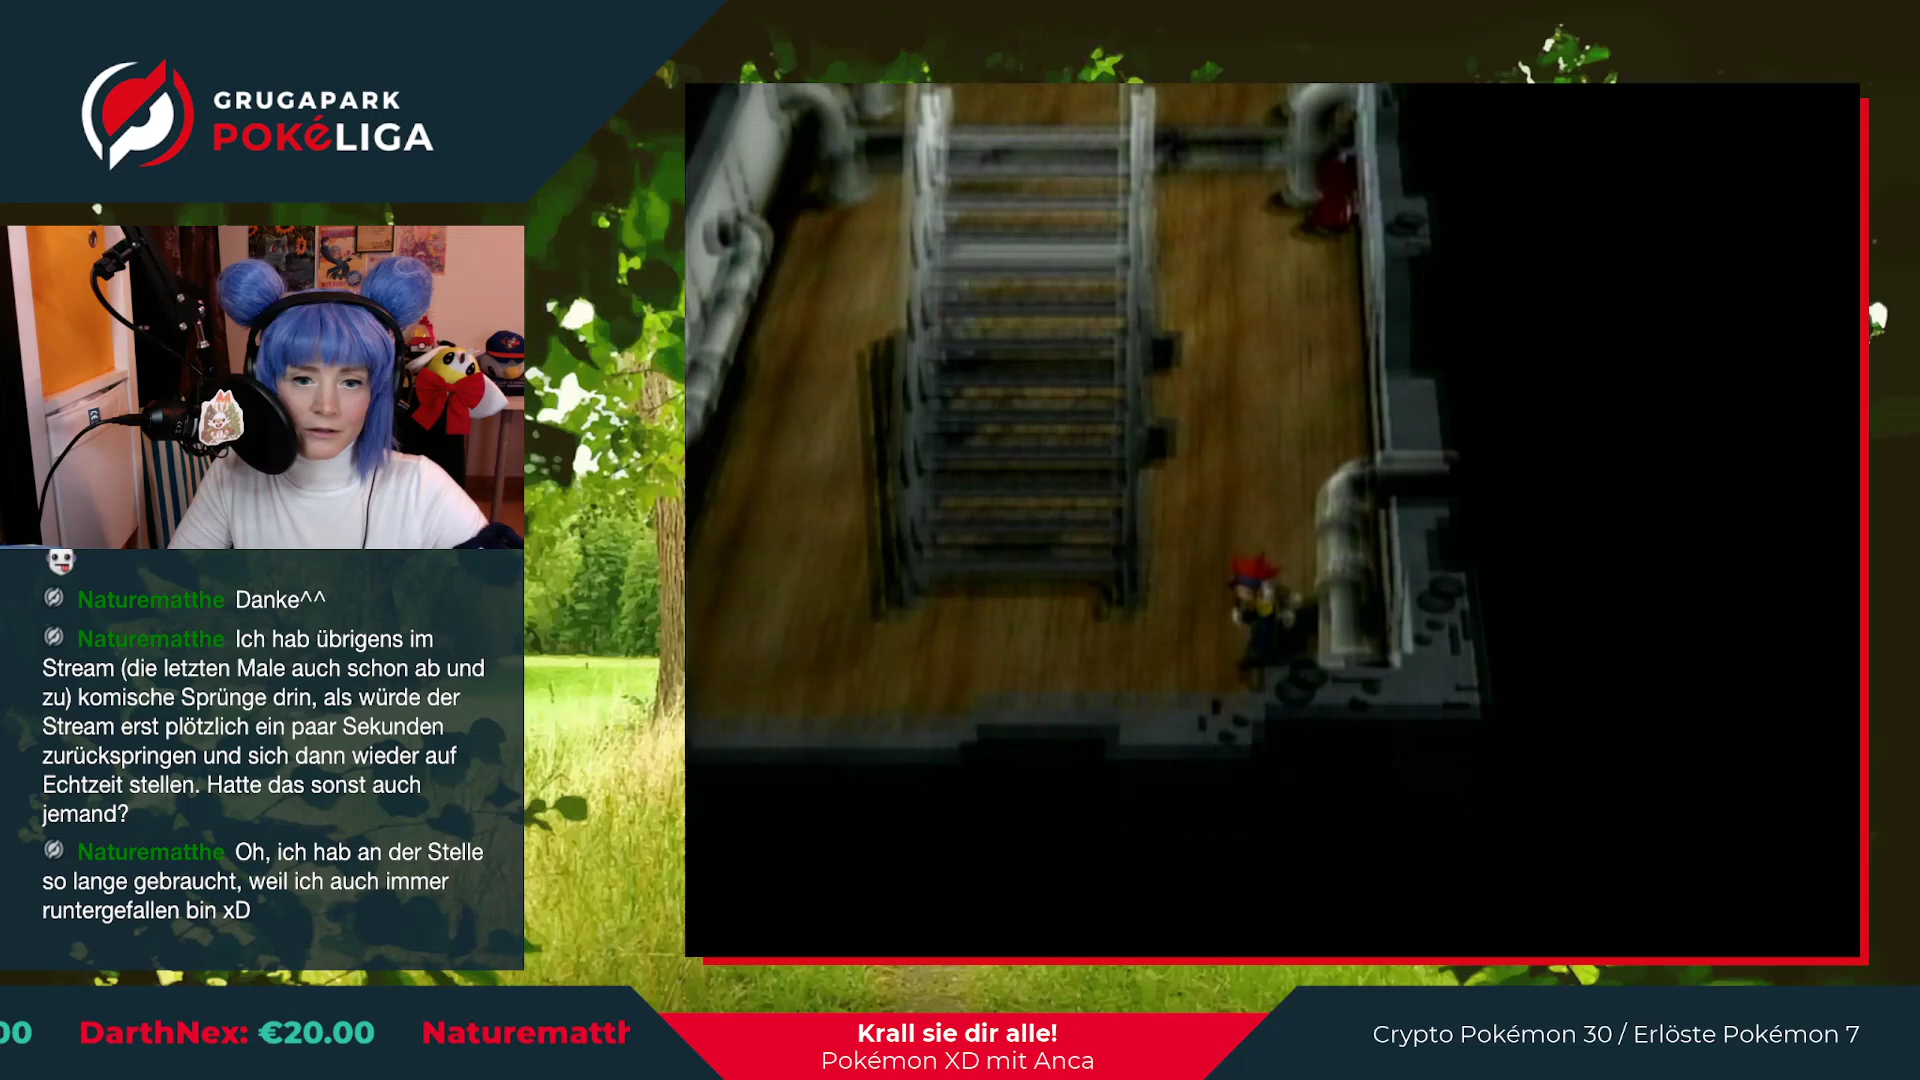 GRUGAPARK
POKéLIGA
Naturematthe Danke^^
Naturematthe Ich hab übrigens im
Stream (die letzten Male auch schon ab und
zu) komische Sprünge drin, als würde der
Stream erst plötzlich ein paar Sekunden
zurückspringen und sich dann wieder auf
Echtzeit stellen. Hatte das sonst auch
jemand?
Naturematthe Oh, ich hab an der Stelle
so lange gebraucht, weil ich auch immer
runtergefallen bin xD
00 DarthNex: €20.00 Naturematth
Krall sie dir alle!
Pokémon XD mit Anca
Crypto Pokémon 30 / Erlöste Pokémon 7